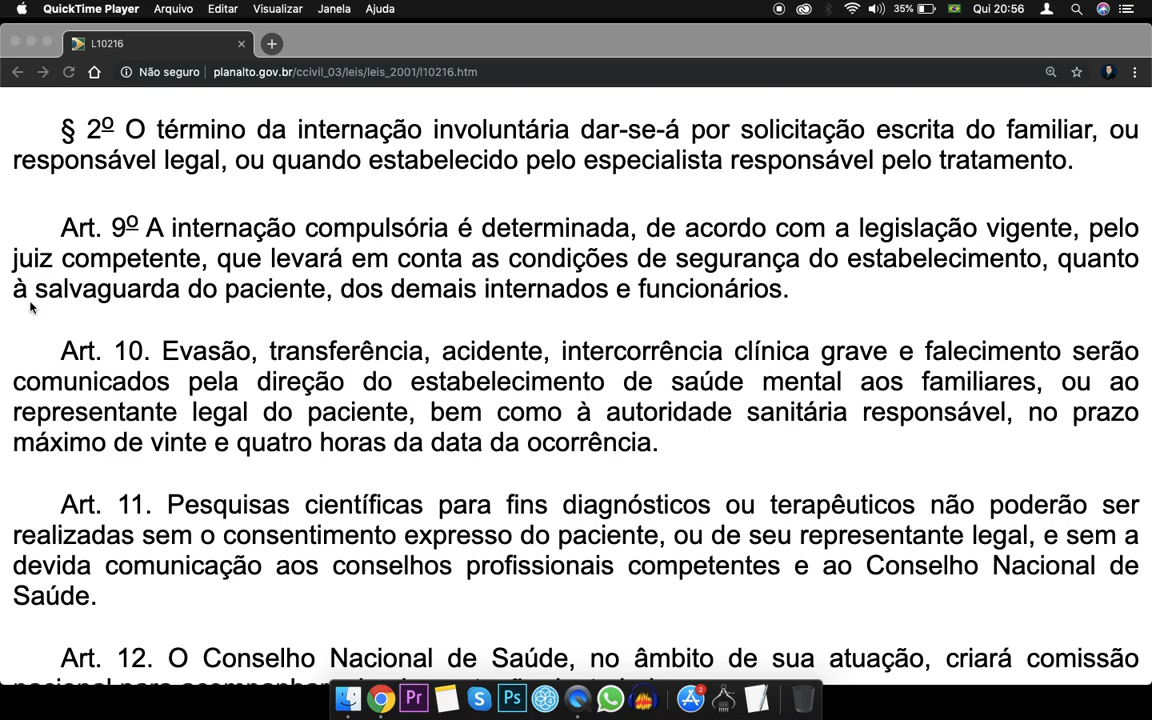 QuickTime Player Arquivo Editar Visualizar Janela Ajuda 35% Qui 20:56
L10216
Não seguro planalto.gov.br/ccivil_03/leis/leis_2001/l10216.htm
§ 2º O término da internação involuntária dar-se-á por solicitação escrita do familiar, ou
responsável legal, ou quando estabelecido pelo especialista responsável pelo tratamento.
Art. 9º A internação compulsória é determinada, de acordo com a legislação vigente, pelo
juiz competente, que levará em conta as condições de segurança do estabelecimento, quanto
à salvaguarda do paciente, dos demais internados e funcionários.
Art. 10. Evasão, transferência, acidente, intercorrência clínica grave e falecimento serão
comunicados pela direção do estabelecimento de saúde mental aos familiares, ou ao
representante legal do paciente, bem como à autoridade sanitária responsável, no prazo
máximo de vinte e quatro horas da data da ocorrência.
Art. 11. Pesquisas científicas para fins diagnósticos ou terapêuticos não poderão ser
realizadas sem o consentimento expresso do paciente, ou de seu representante legal, e sem a
devida comunicação aos conselhos profissionais competentes e ao Conselho Nacional de
Saúde.
Art. 12. O Conselho Nacional de Saúde, no âmbito de sua atuação, criará comissão
nacional para
Pr S Ps 2